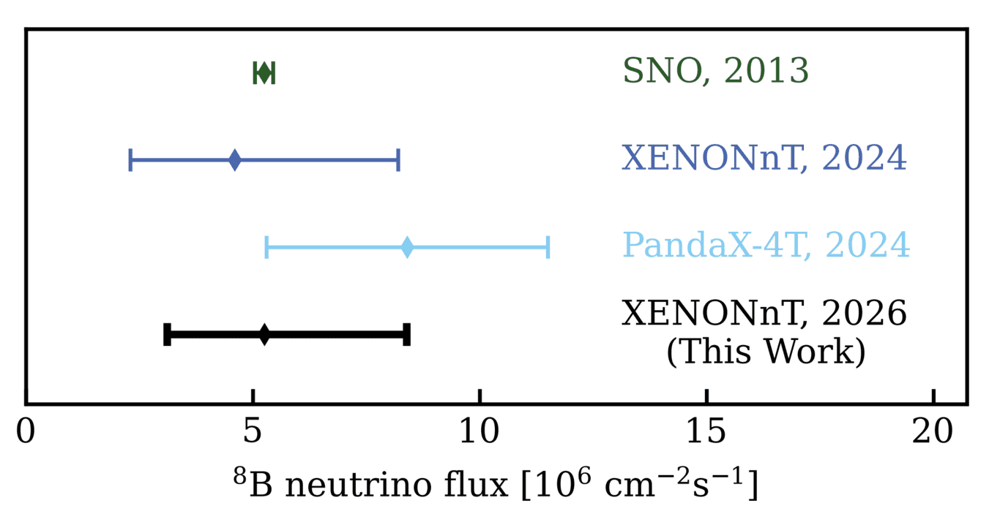 SNO, 2013
XENONnT, 2024
PandaX-4T, 2024
XENONnT, 2026
(This Work)
0 5 10 15 20
⁸B neutrino flux [10⁶ cm⁻²s⁻¹]